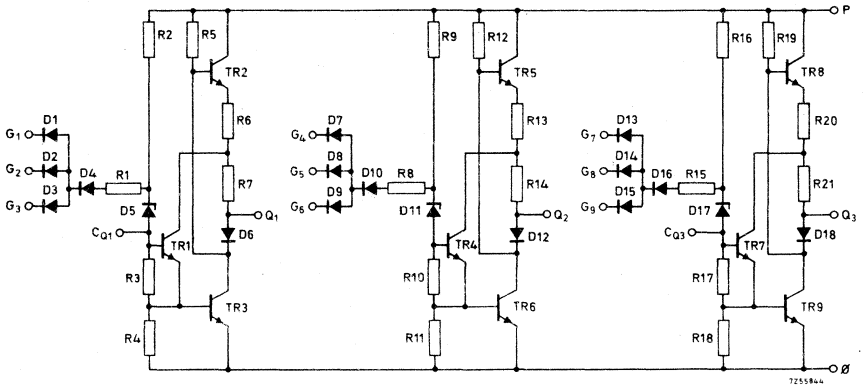 P
R2
R5
R9
R12
R16
R19
TR2
TR5
TR8
D1
D7
D13
R6
R13
R20
G1
G4
G7
D2
D8
D14
G2
D4
R1
G5
D10
R8
G8
D16
R15
D3
D9
D15
R7
R14
R21
G3
D5
G6
D11
G9
D17
Q1
Q2
Q3
CQ1
TR1
D6
TR4
D12
CQ3
TR7
D18
R3
R10
R17
TR3
TR6
TR9
R4
R11
R18
Ø
7Z55844